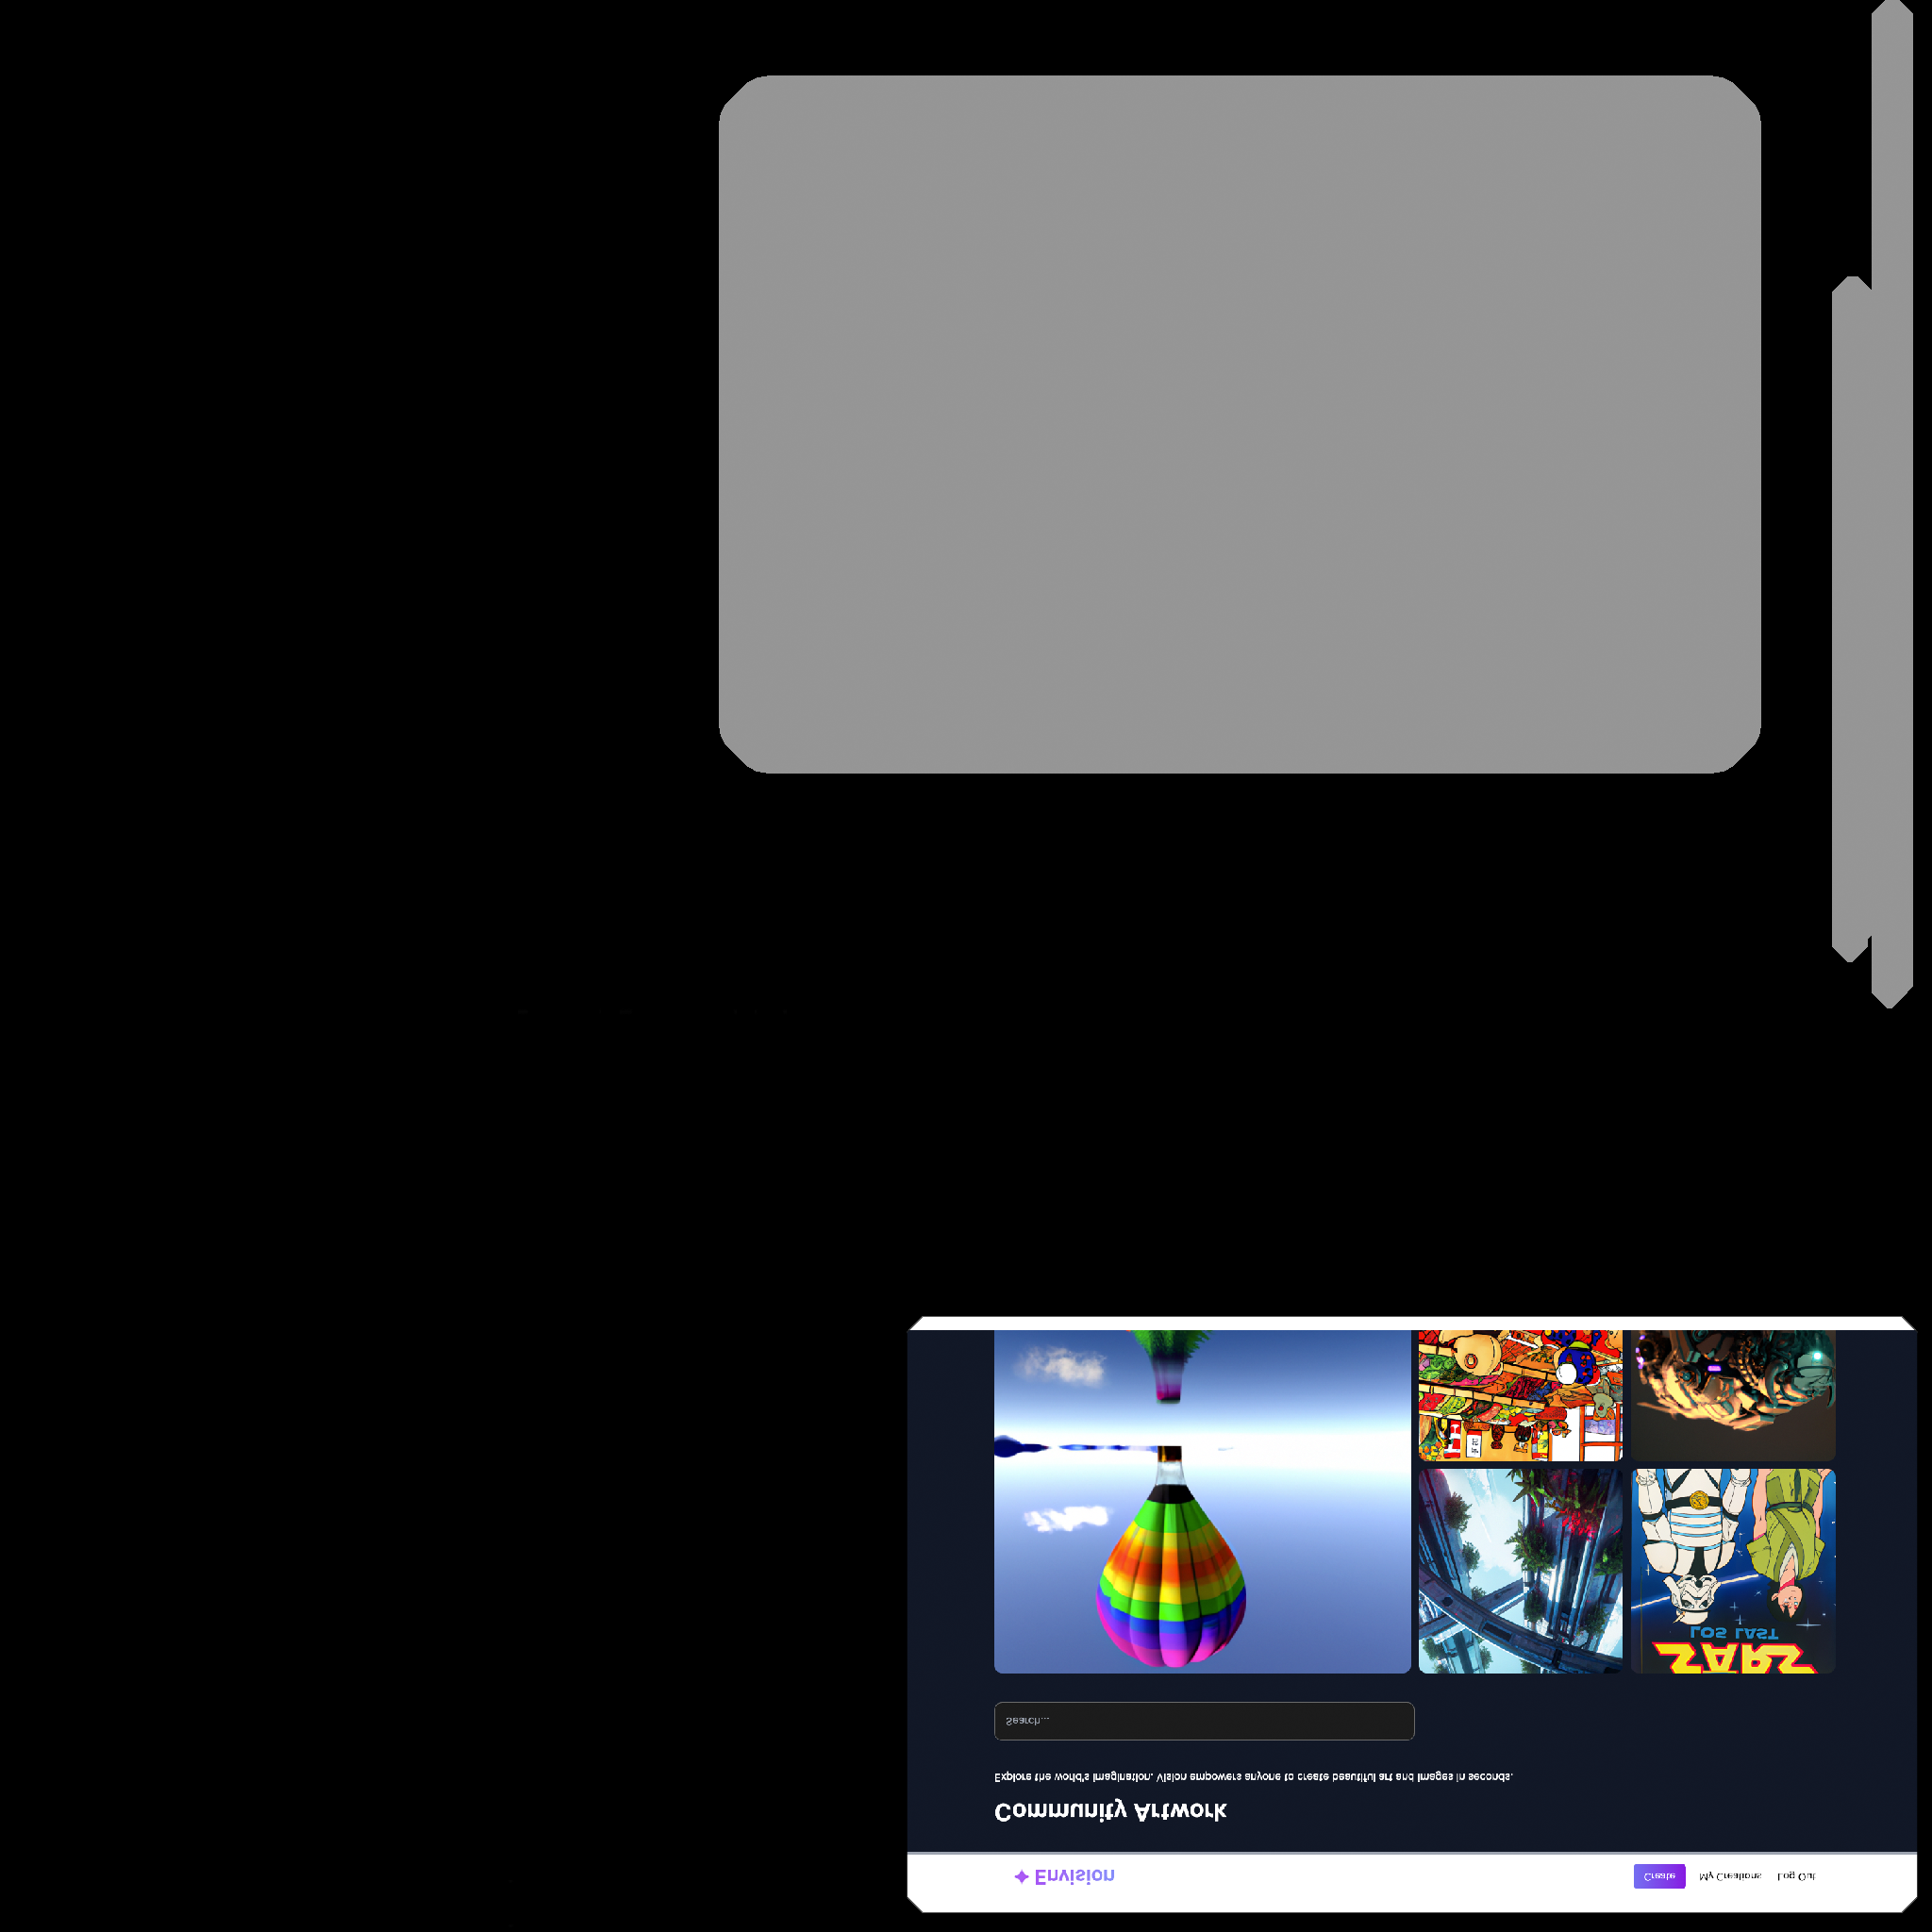 Envision
Create My Creations Log Out
Community Artwork
Explore the world's imagination. Vision empowers anyone to create beautiful art and images in seconds.
Search...
SARS
LOS LAST